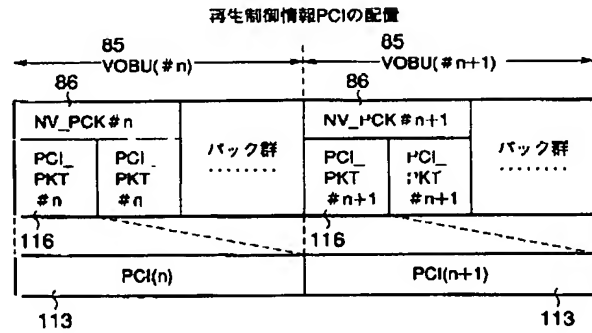 再生制御情報PCIの配置
85 85
VOBU(#n) VOBU(#n+1)
86 86
NV_PCK#n パック群 ........ NV_PCK#n+1 パック群 ........
PCI_ PCI_ PCI_ PCI_
PKT PKT PKT PKT
#n #n #n+1 #n+1
116 116
PCI(n) PCI(n+1)
113 113